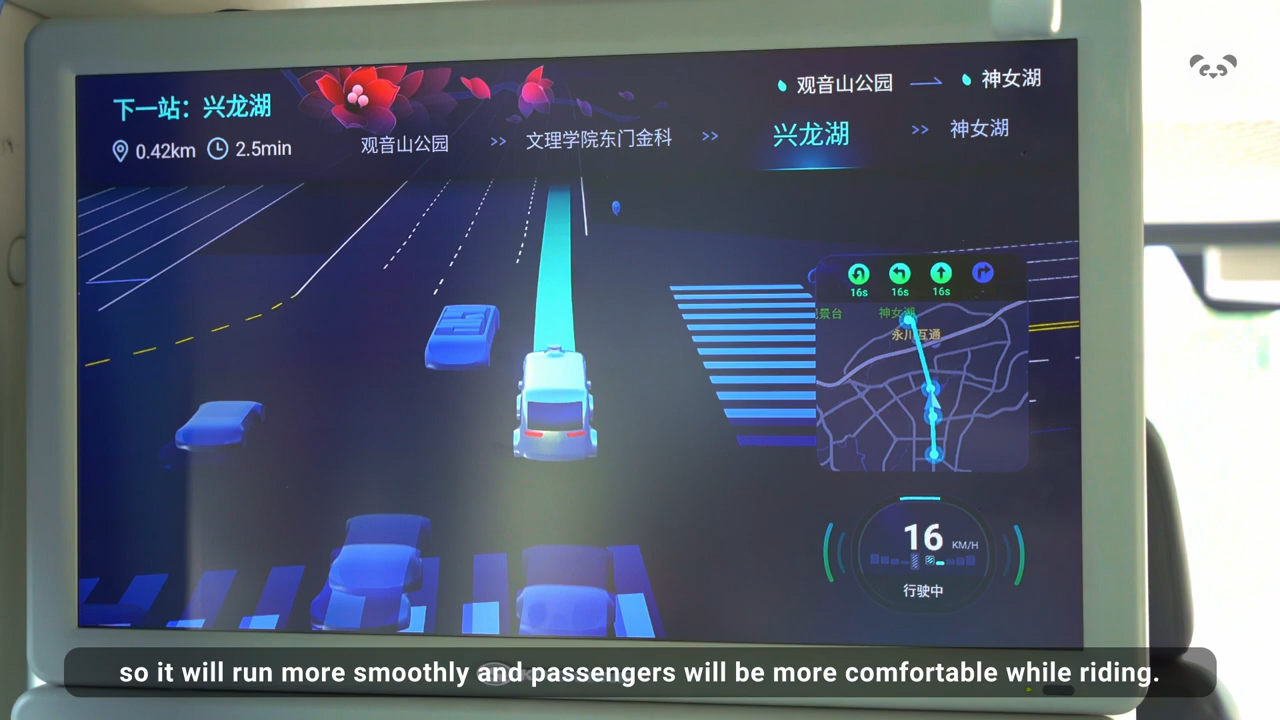 下一站：兴龙湖
0.42km 2.5min
观音山公园 → 神女湖
观音山公园 >> 文理学院东门金科 >> 兴龙湖 >> 神女湖
16s 16s 16s
景台 神女湖
永川互通
16 KM/H
行驶中
so it will run more smoothly and passengers will be more comfortable while riding.